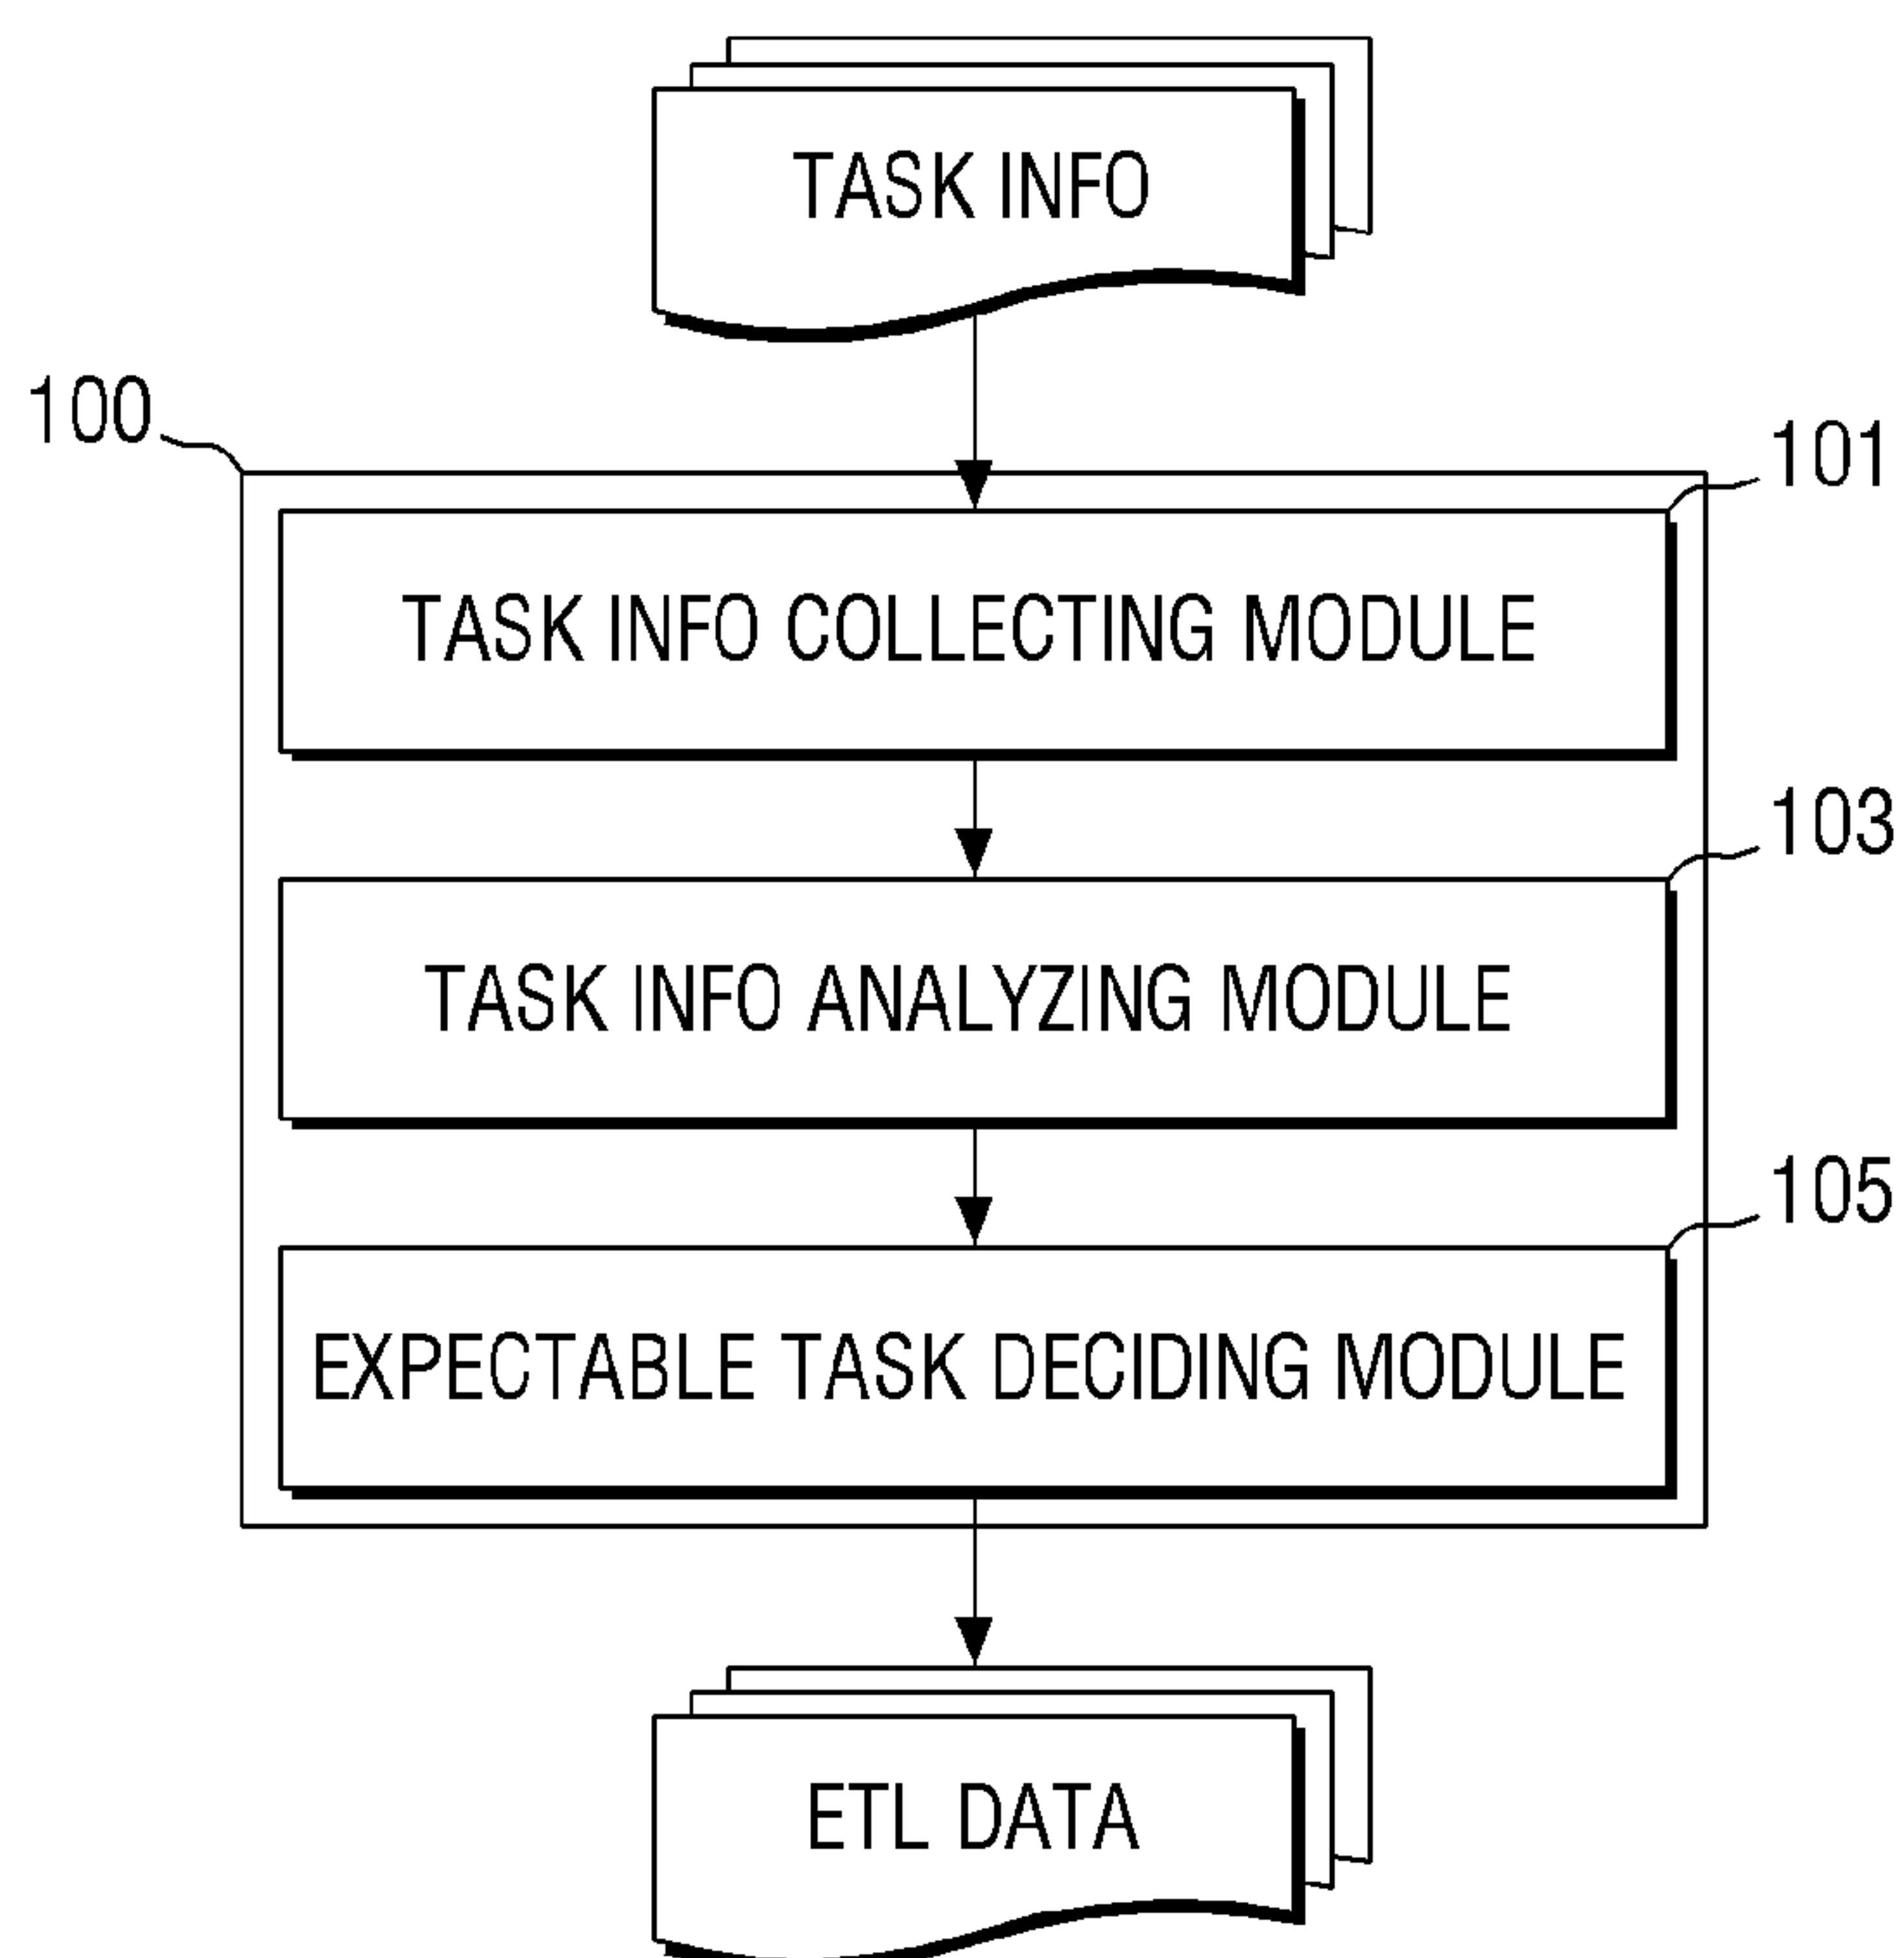 TASK INFO
100
101
TASK INFO COLLECTING MODULE
103
TASK INFO ANALYZING MODULE
105
EXPECTABLE TASK DECIDING MODULE
ETL DATA